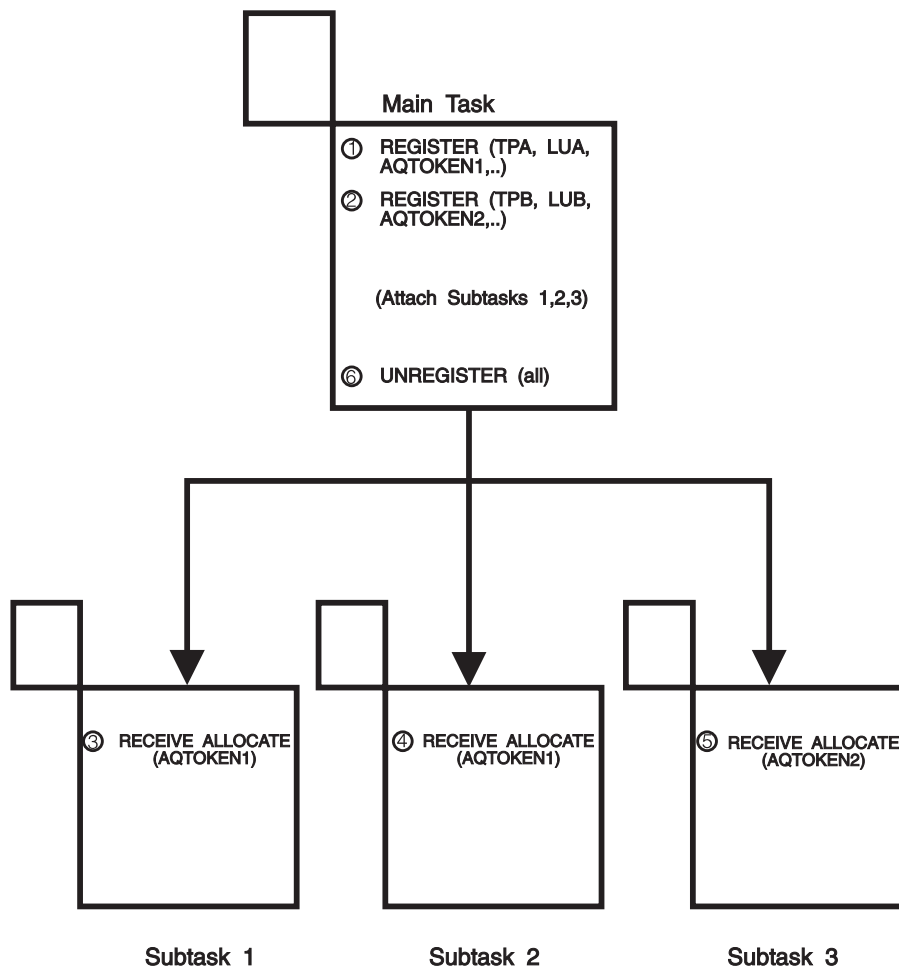 Main Task
① REGISTER (TPA, LUA,
AQTOKEN1,..)
② REGISTER (TPB, LUB,
AQTOKEN2,..)
(Attach Subtasks 1,2,3)
⑥ UNREGISTER (all)
③ RECEIVE ALLOCATE
(AQTOKEN1)
④ RECEIVE ALLOCATE
(AQTOKEN1)
⑤ RECEIVE ALLOCATE
(AQTOKEN2)
Subtask 1
Subtask 2
Subtask 3